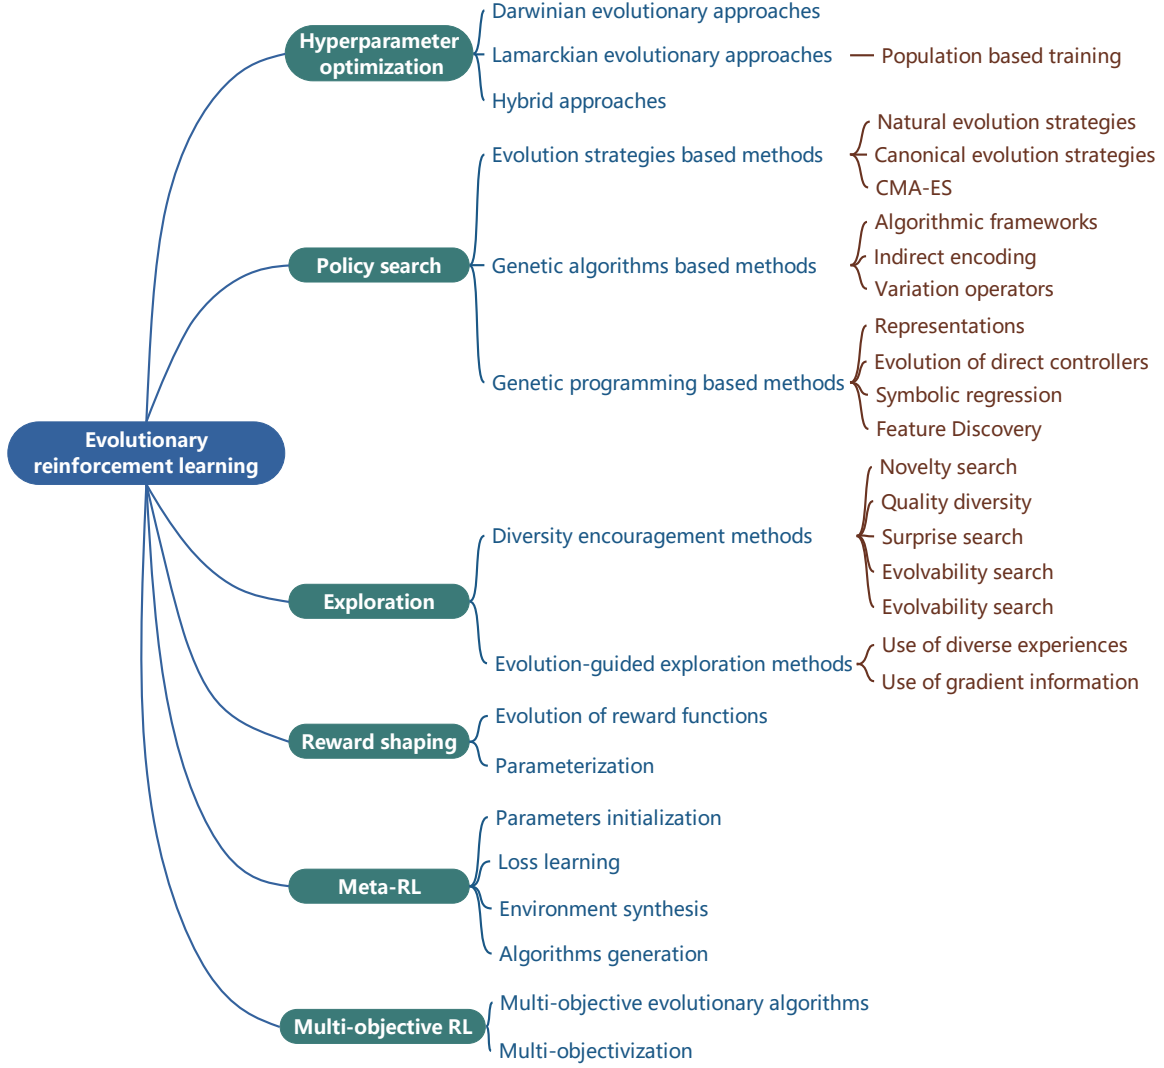 Evolutionary
reinforcement learning
Hyperparameter
optimization
Darwinian evolutionary approaches
Lamarckian evolutionary approaches
Population based training
Hybrid approaches
Policy search
Evolution strategies based methods
Natural evolution strategies
Canonical evolution strategies
CMA-ES
Genetic algorithms based methods
Algorithmic frameworks
Indirect encoding
Variation operators
Genetic programming based methods
Representations
Evolution of direct controllers
Symbolic regression
Feature Discovery
Exploration
Diversity encouragement methods
Novelty search
Quality diversity
Surprise search
Evolvability search
Evolvability search
Evolution-guided exploration methods
Use of diverse experiences
Use of gradient information
Reward shaping
Evolution of reward functions
Parameterization
Meta-RL
Parameters initialization
Loss learning
Environment synthesis
Algorithms generation
Multi-objective RL
Multi-objective evolutionary algorithms
Multi-objectivization